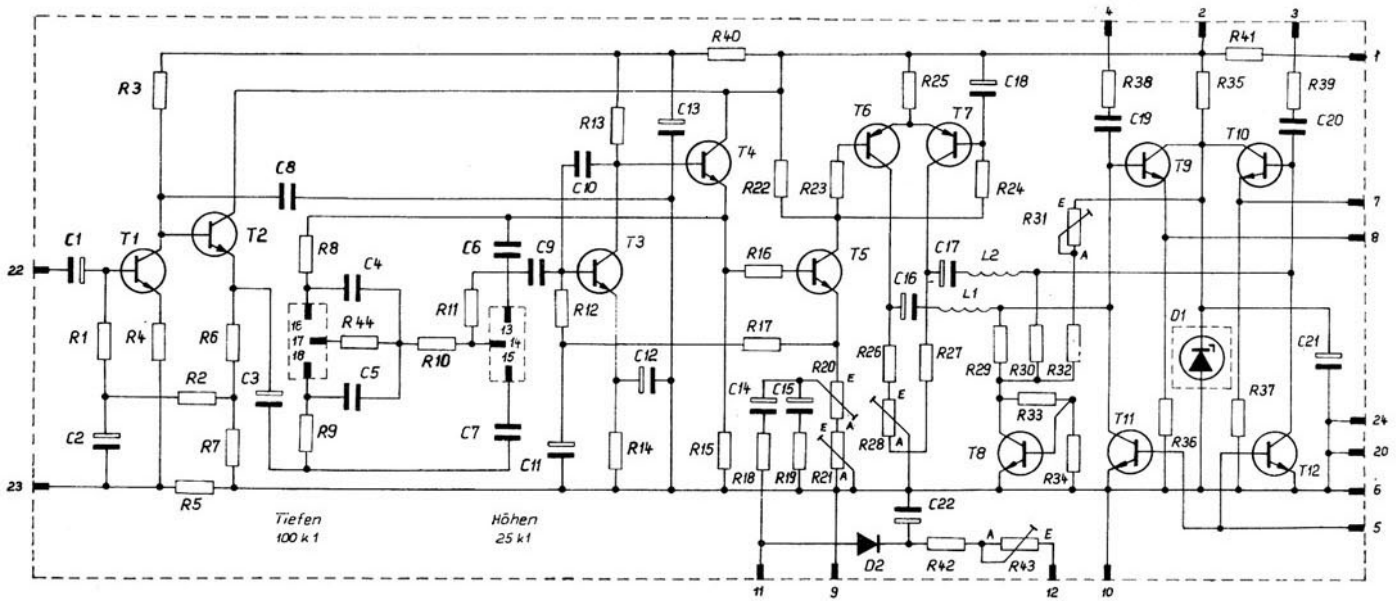 4 2 3
R40 R41 1
R3 R25 C18 R38 R35 R39
C13 R13 T6 T7 C19 T10 C20
T4 T9
C8 C10 R22 R23 R24
R31 E A 7
T1 T2 R8 C6 C9 T3 R16 T5 C17 L2 8
C1 C4 C16 L1
22
R11 R12
R1 R4 R6 16 17 18 R44 R10 13 14 15 R17 D1 C21
C3 C5 C12 R20 E R26 R27 R29 R30 R32
R2 C14 C15 A E R33 R37
C2 R7 R9 C7 C11 R14 R15 R18 R19 R21 E A R28 A T8 R34 T11 R36 T12 24
20
23 R5 6
Tiefen Höhen C22 5
100 k1 25 k1
D2 R42 A R43 E
11 9 12 10